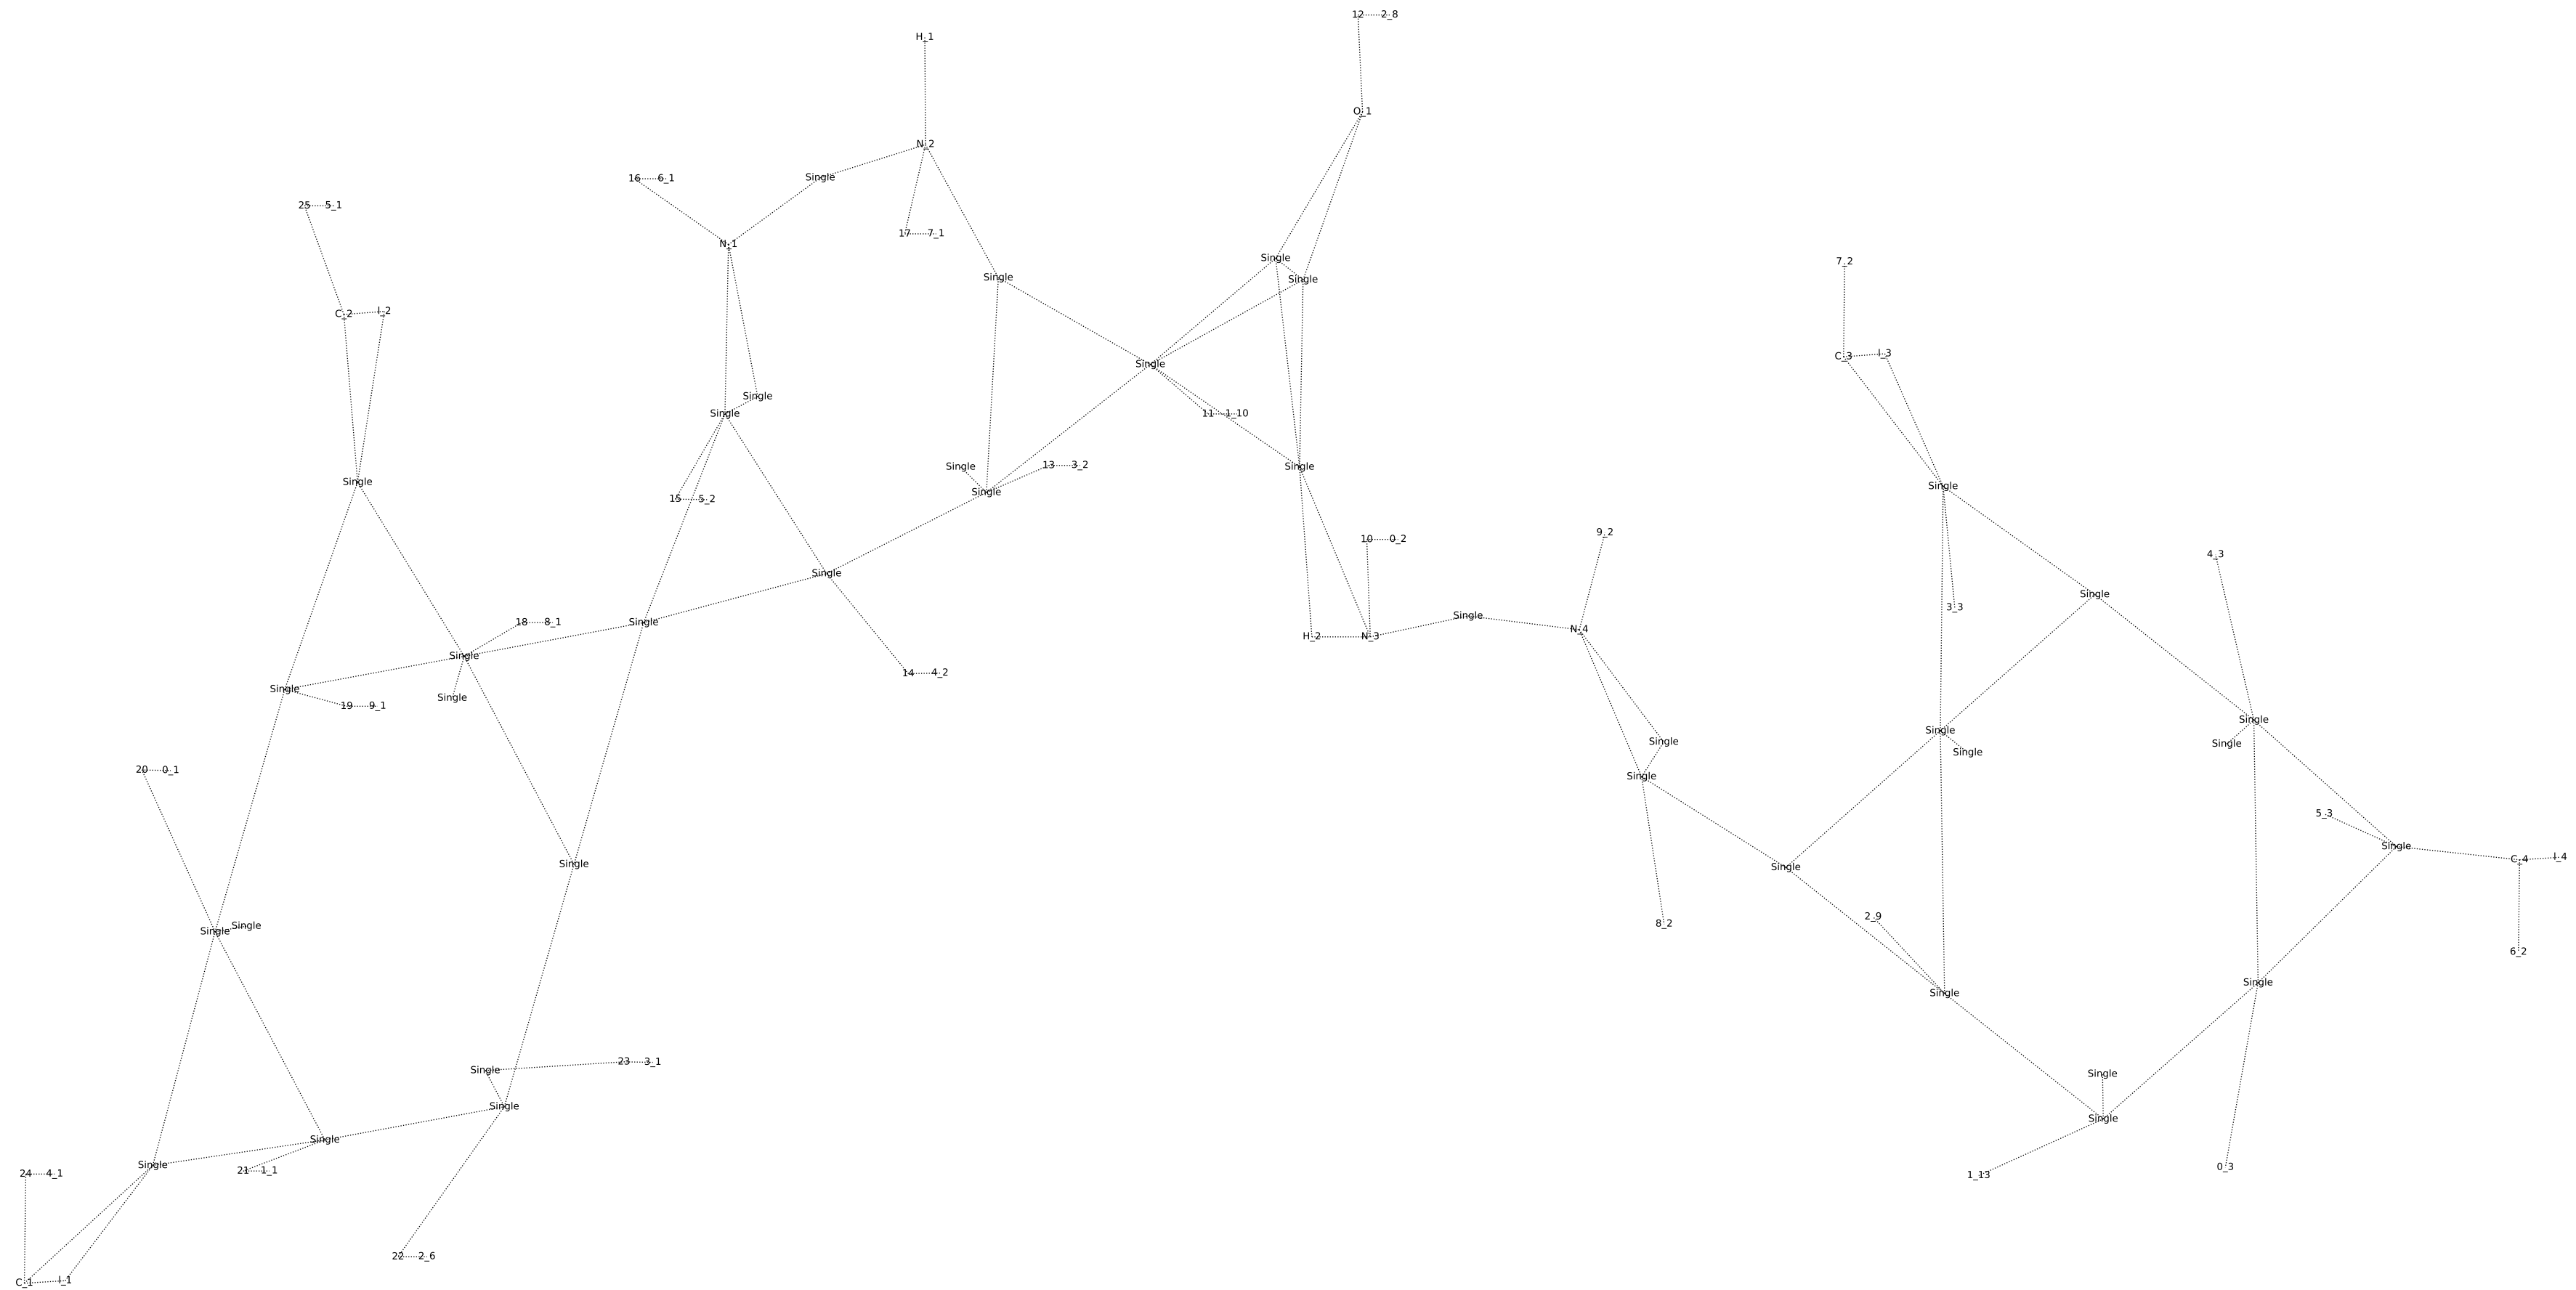 12 2_8
H_1
O_1
N_2
Single
16 6_1
25 5_1
17 7_1
N_1
Single
7_2
Single
Single
C_2 I_2
C_3 I_3
Single
Single
Single
11 1_10
Single
Single
13 3_2
Single
Single
Single
Single
15 5_2
9_2
10 0_2
4_3
Single
Single
3_3
Single
18 8_1
Single
N_4
H_2 N_3
Single
14 4_2
Single
Single
19 9_1
Single
Single
Single
Single
Single
20 0_1
Single
5_3
Single
C_4 I_4
Single
Single
2_9
8_2
Single
Single
6_2
Single
Single
23 3_1
Single
Single
Single
Single
Single
Single
0_3
21 1_1
24 4_1
1_13
22 2_6
C_1 I_1